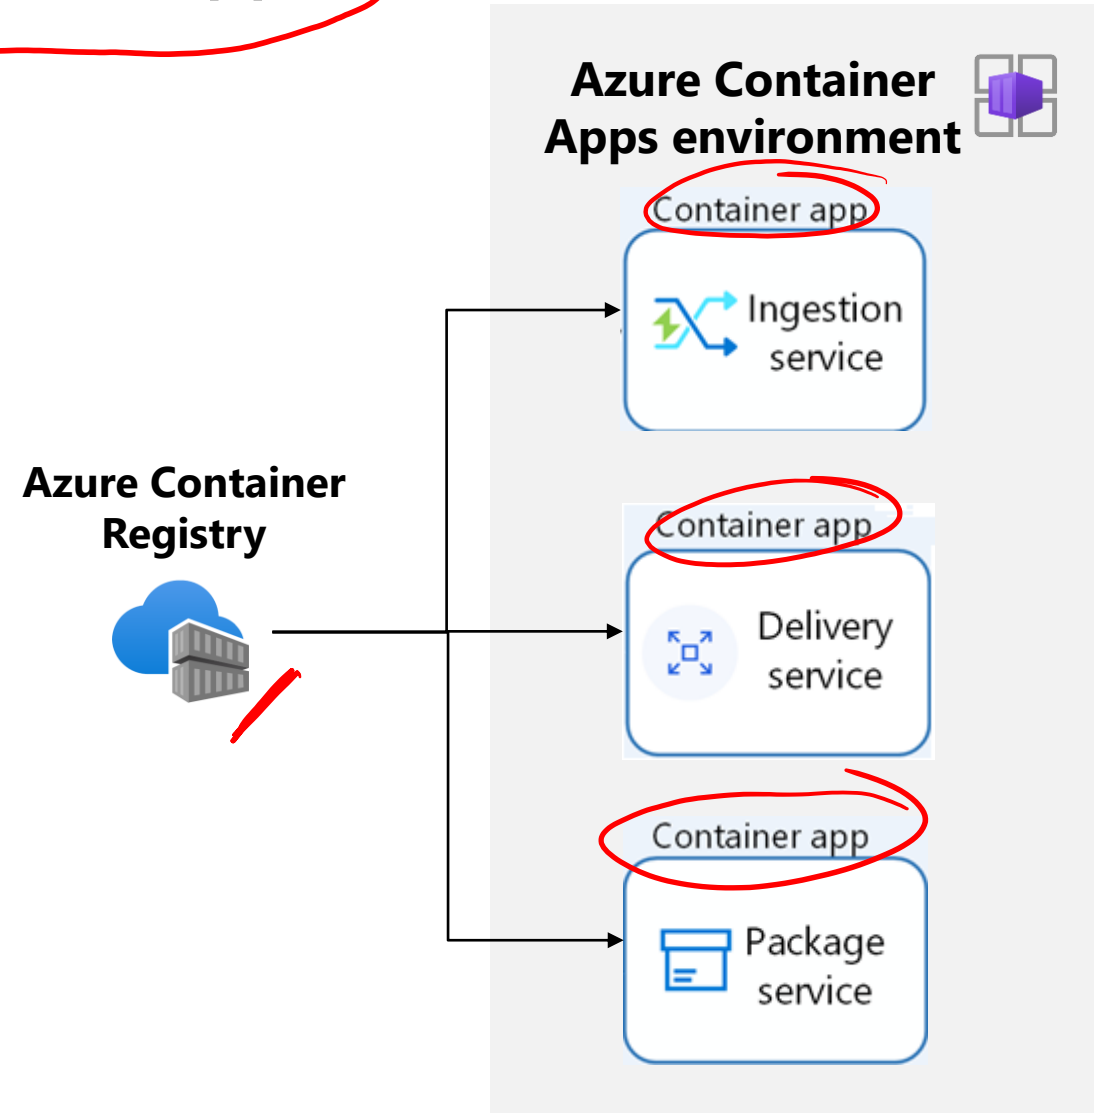 Azure Container
Apps environment
Container app
Ingestion
service
Azure Container
Registry
Container app
Delivery
service
Container app
Package
service